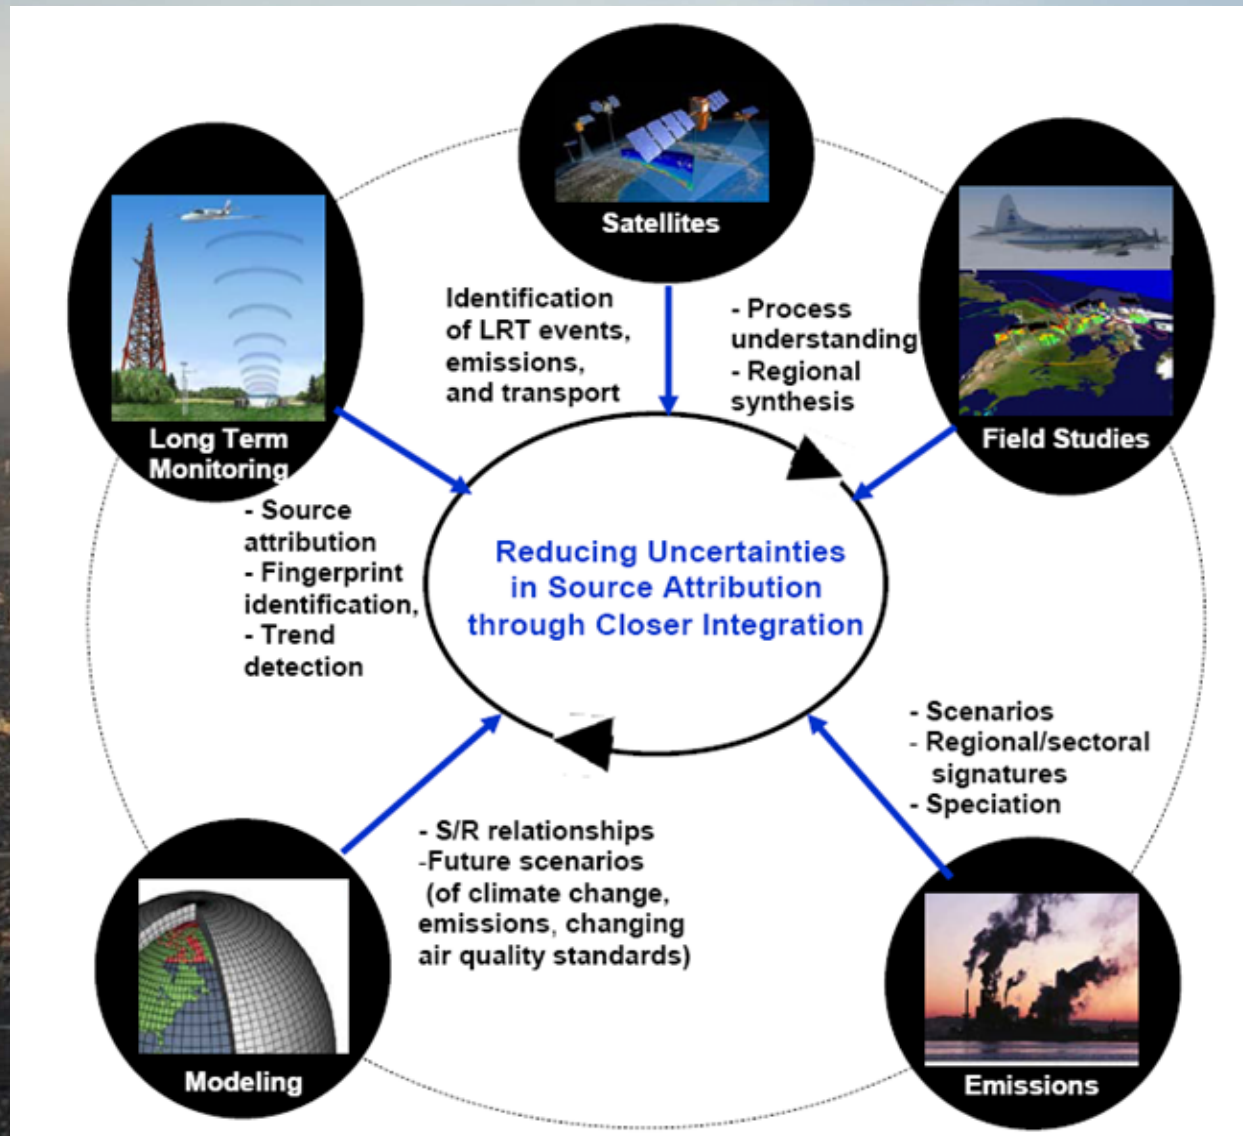 Satellites
Identification
of LRT events,
emissions,
and transport
- Process
understanding
- Regional
synthesis
Field Studies
Long Term
Monitoring
- Source
attribution
- Fingerprint
identification,
- Trend
detection
Reducing Uncertainties
in Source Attribution
through Closer Integration
- Scenarios
- Regional/sectoral
signatures
- Speciation
- S/R relationships
-Future scenarios
(of climate change,
emissions, changing
air quality standards)
Modeling
Emissions